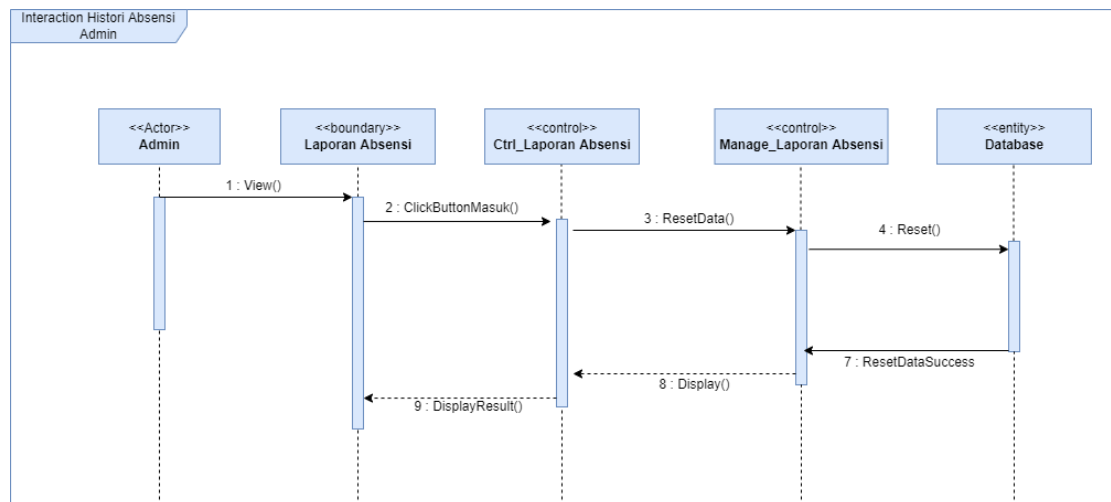 Interaction Histori Absensi
Admin
<<Actor>>
Admin
<<boundary>>
Laporan Absensi
<<control>>
Ctrl_Laporan Absensi
<<control>>
Manage_Laporan Absensi
<<entity>>
Database
1 : View()
2 : ClickButtonMasuk()
3 : ResetData()
4 : Reset()
7 : ResetDataSuccess
8 : Display()
9 : DisplayResult()